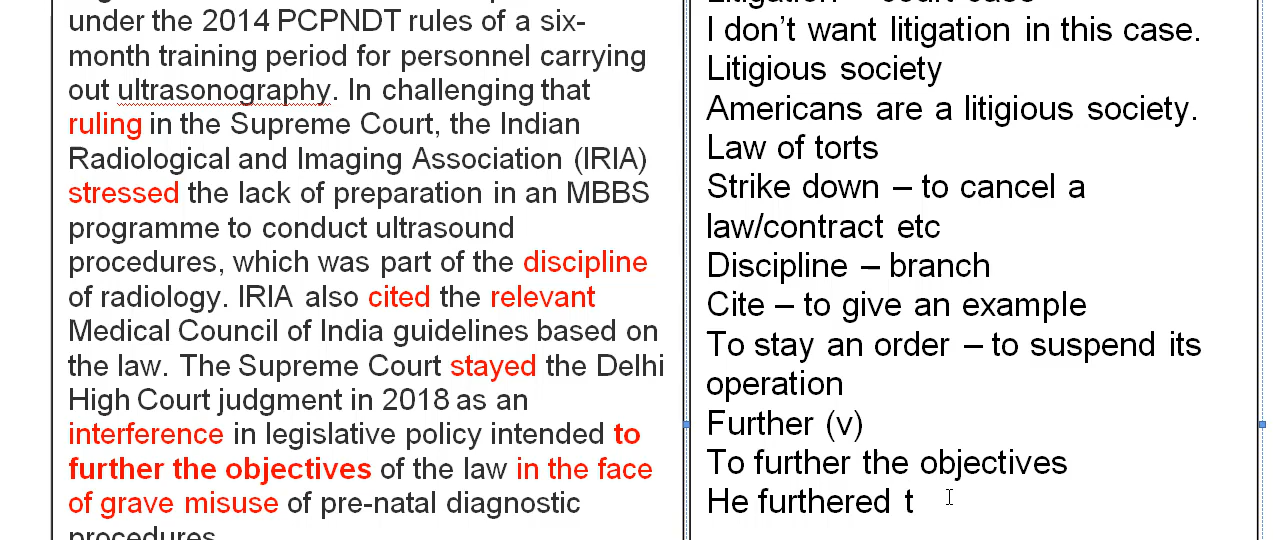 under the 2014 PCPNDT rules of a six-
month training period for personnel carrying
out ultrasonography. In challenging that
ruling in the Supreme Court, the Indian
Radiological and Imaging Association (IRIA)
stressed the lack of preparation in an MBBS
programme to conduct ultrasound
procedures, which was part of the discipline
of radiology. IRIA also cited the relevant
Medical Council of India guidelines based on
the law. The Supreme Court stayed the Delhi
High Court judgment in 2018 as an
interference in legislative policy intended to
further the objectives of the law in the face
of grave misuse of pre-natal diagnostic
procedures.
Litigation – court case
I don't want litigation in this case.
Litigious society
Americans are a litigious society.
Law of torts
Strike down – to cancel a
law/contract etc
Discipline – branch
Cite – to give an example
To stay an order – to suspend its
operation
Further (v)
To further the objectives
He furthered t